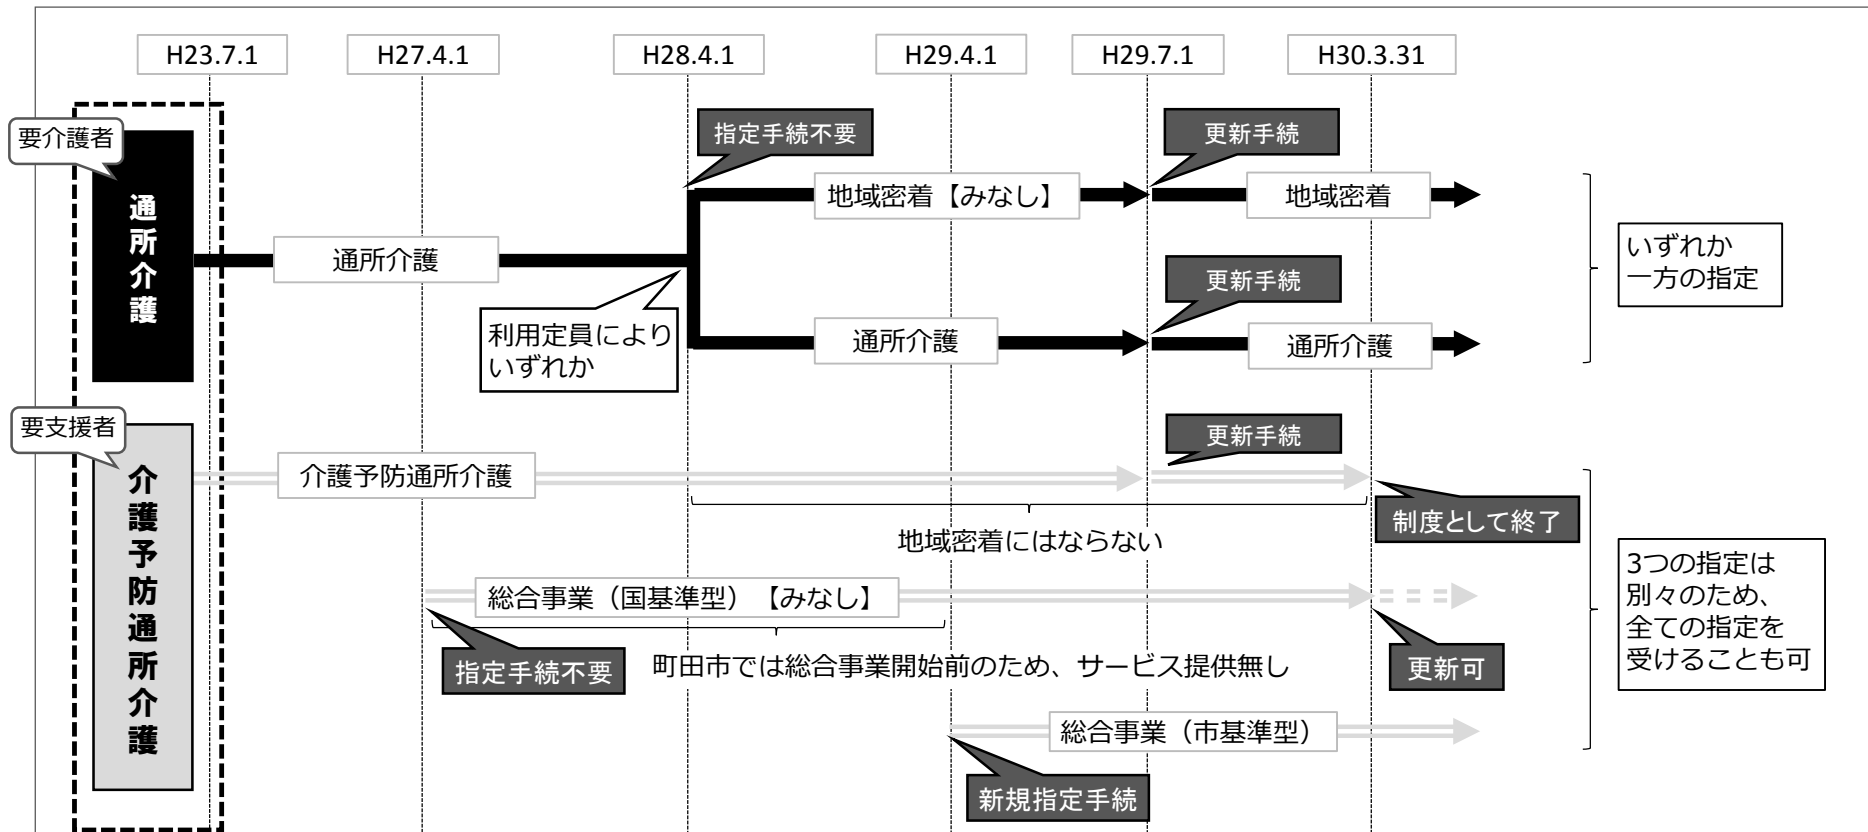 H23.7.1
H27.4.1
H28.4.1
H29.4.1
H29.7.1
H30.3.31
要介護者
通所介護
通所介護
利用定員により
いずれか
指定手続不要
地域密着【みなし】
更新手続
地域密着
通所介護
更新手続
通所介護
いずれか
一方の指定
要支援者
介護予防通所介護
介護予防通所介護
更新手続
制度として終了
地域密着にはならない
総合事業（国基準型）【みなし】
指定手続不要
町田市では総合事業開始前のため、サービス提供無し
更新可
総合事業（市基準型）
新規指定手続
3つの指定は
別々のため、
全ての指定を
受けることも可